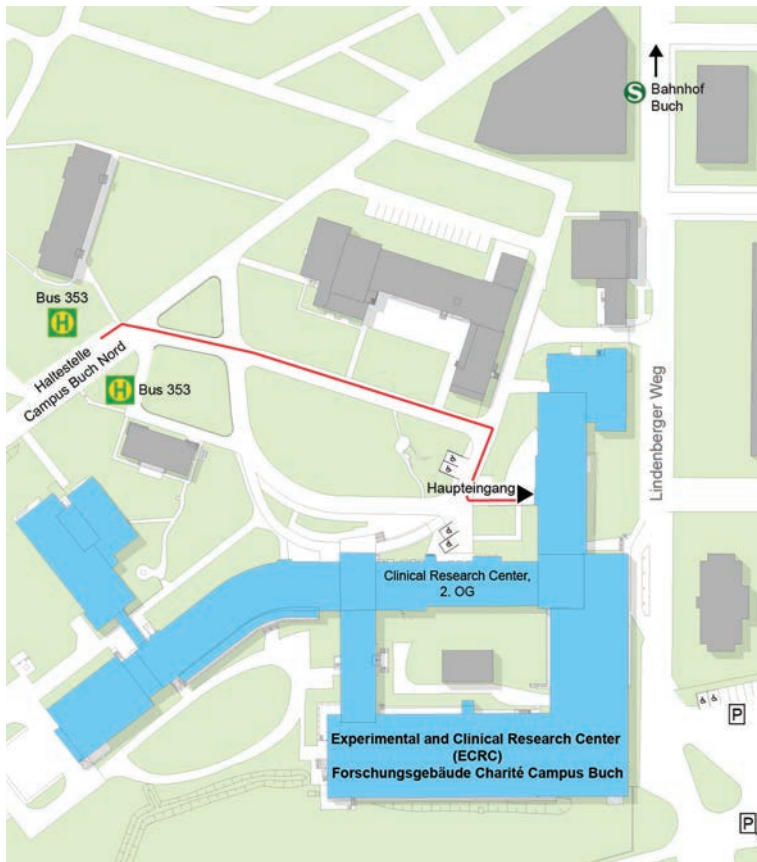 S
Bahnhof
Buch
Bus 353
H
Haltestelle
Campus Buch Nord
H
Bus 353
Lindenberger Weg
Haupteingang
Clinical Research Center,
2. OG
P
Experimental and Clinical Research Center
(ECRC)
Forschungsgebäude Charité Campus Buch
P